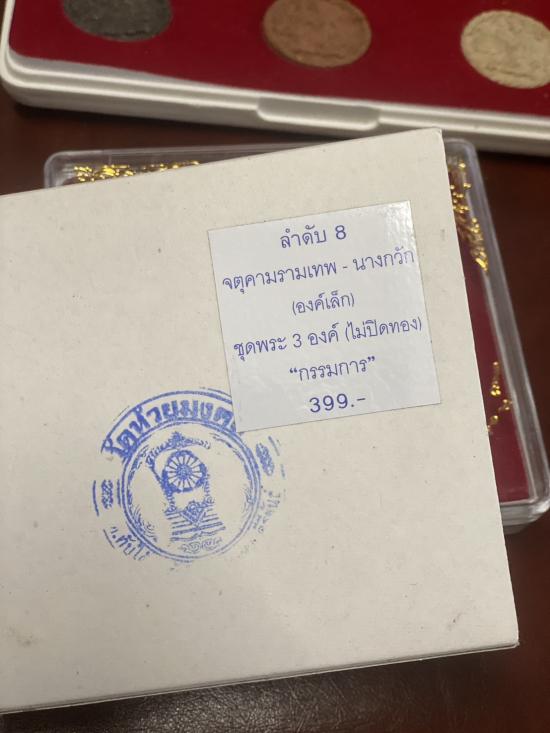 ลำดับ 8
จตุคามรามเทพ - นางกวัก
(องค์เล็ก)
ชุดพระ 3 องค์ (ไม่ปิดทอง)
“กรรมการ”
399.-